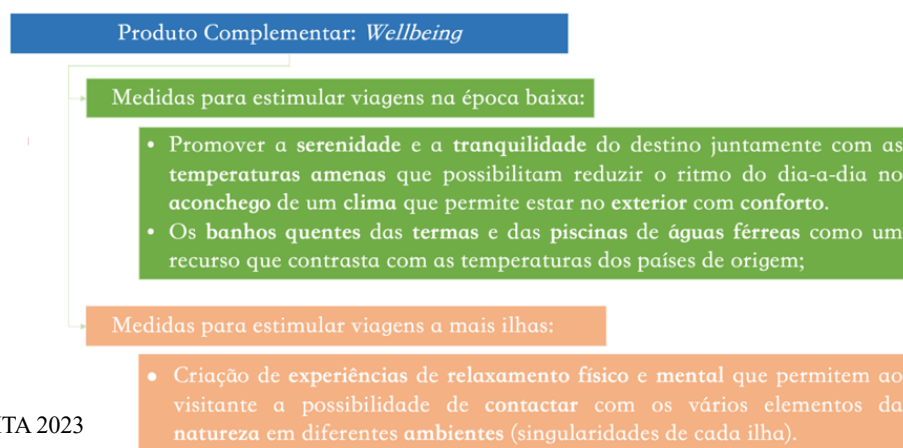 Produto Complementar: Wellbeing
Medidas para estimular viagens na época baixa:
• Promover a serenidade e a tranquilidade do destino juntamente com as
temperaturas amenas que possibilitam reduzir o ritmo do dia-a-dia no
aconchego de um clima que permite estar no exterior com conforto.
• Os banhos quentes das termas e das piscinas de águas férreas como um
recurso que contrasta com as temperaturas dos países de origem;
Medidas para estimular viagens a mais ilhas:
• Criação de experiências de relaxamento físico e mental que permitem ao
visitante a possibilidade de contactar com os vários elementos da
natureza em diferentes ambientes (singularidades de cada ilha).
2023